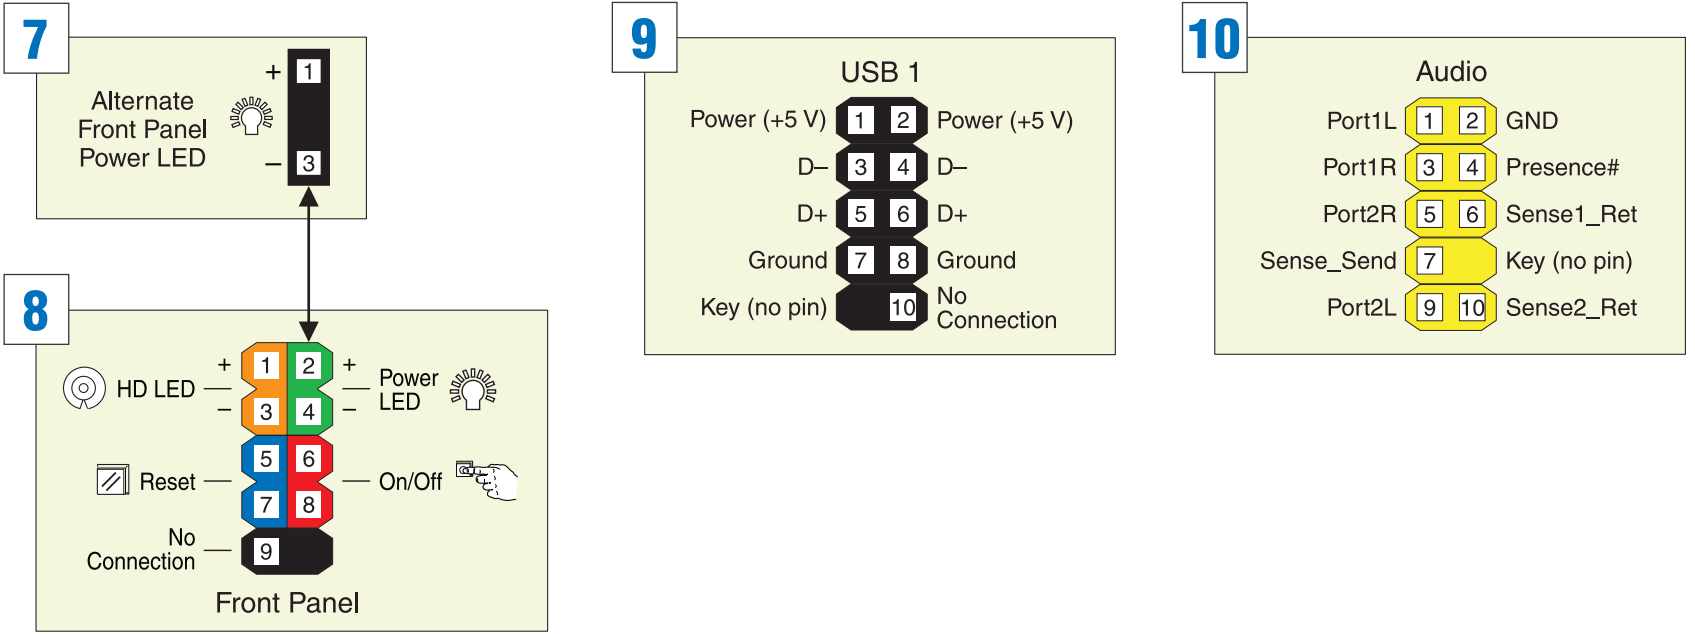 7
+ 1
Alternate
Front Panel
Power LED
– 3
8
+ 1 2 +
HD LED
Power
LED
– 3 4 –
5 6
Reset
On/Off
7 8
No
Connection
9
Front Panel
9
USB 1
Power (+5 V) 1 2 Power (+5 V)
D– 3 4 D–
D+ 5 6 D+
Ground 7 8 Ground
Key (no pin) 10 No
Connection
10
Audio
Port1L 1 2 GND
Port1R 3 4 Presence#
Port2R 5 6 Sense1_Ret
Sense_Send 7 Key (no pin)
Port2L 9 10 Sense2_Ret